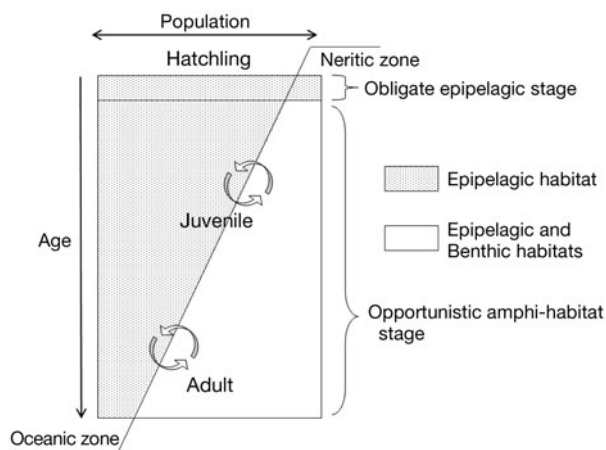 Population
Hatchling
Neritic zone
Obligate epipelagic stage
Epipelagic habitat
Juvenile
Age
Epipelagic and
Benthic habitats
Opportunistic amphi-habitat
stage
Adult
Oceanic zone